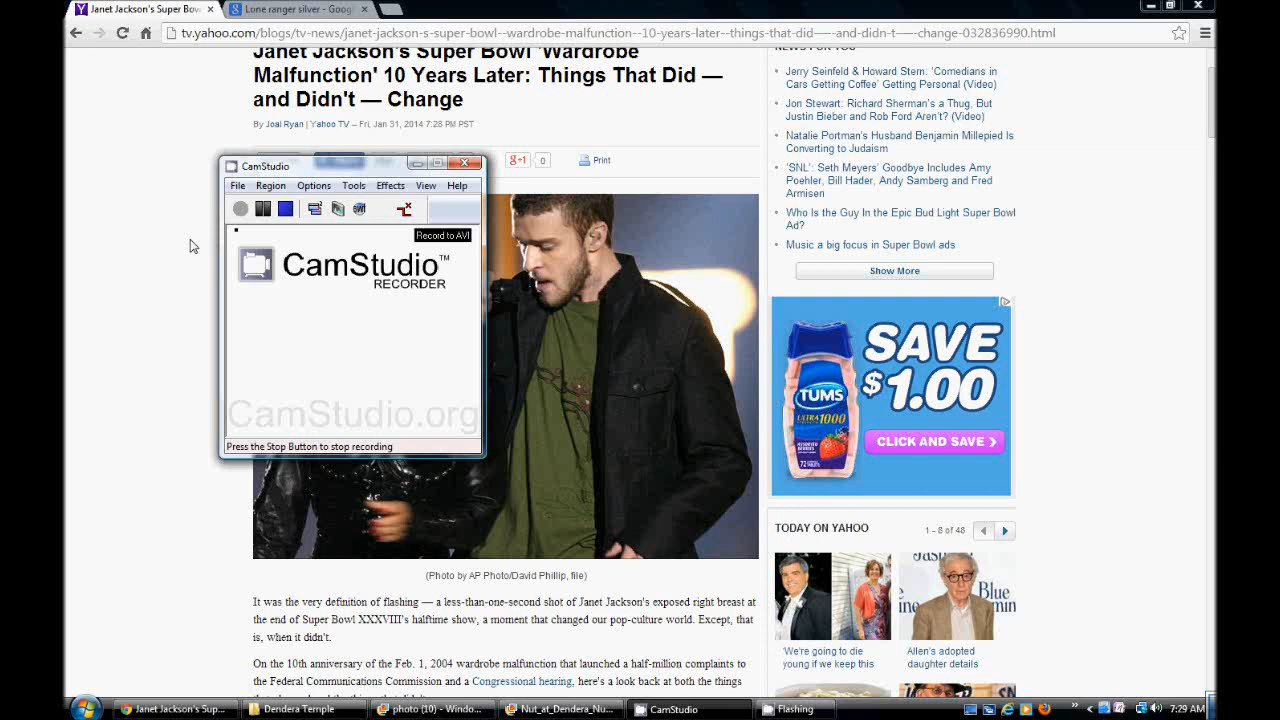 Janet Jackson's Super Bow
Lone ranger silver - Goog
tv.yahoo.com/blogs/tv-news/janet-jackson-s-super-bowl--wardrobe-malfunction--10-years-later--things-that-did-----and-didn-t-----change-032836990.html
Janet Jackson's Super Bowl 'Wardrobe
Malfunction' 10 Years Later: Things That Did —
and Didn't — Change
By Joal Ryan | Yahoo TV – Fri, Jan 31, 2014 7:28 PM PST
g+1
0
Print
CamStudio
File Region Options Tools Effects View Help
Record to AVI
CamStudio™
RECORDER
CamStudio.org
Press the Stop Button to stop recording
(Photo by AP Photo/David Phillip, file)
It was the very definition of flashing — a less-than-one-second shot of Janet Jackson's exposed right breast at
the end of Super Bowl XXXVIII's halftime show, a moment that changed our pop-culture world. Except, that
is, when it didn't.
On the 10th anniversary of the Feb. 1, 2004 wardrobe malfunction that launched a half-million complaints to
the Federal Communications Commission and a Congressional hearing, here's a look back at both the things
NEWS FOR YOU
Jerry Seinfeld & Howard Stern: 'Comedians in
Cars Getting Coffee' Getting Personal (Video)
Jon Stewart: Richard Sherman's a Thug, But
Justin Bieber and Rob Ford Aren't? (Video)
Natalie Portman's Husband Benjamin Millepied Is
Converting to Judaism
'SNL': Seth Meyers' Goodbye Includes Amy
Poehler, Bill Hader, Andy Samberg and Fred
Armisen
Who Is the Guy In the Epic Bud Light Super Bowl
Ad?
Music a big focus in Super Bowl ads
Show More
SAVE
$1.00
TUMS
ULTRA 1000
72
CLICK AND SAVE >
TODAY ON YAHOO
1 - 8 of 48
'We're going to die
young if we keep this
Allen's adopted
daughter details
Janet Jackson's Sup...
Dendera Temple
photo (10) - Windo...
Nut_at_Dendera_Nu...
CamStudio
Flashing
7:29 AM